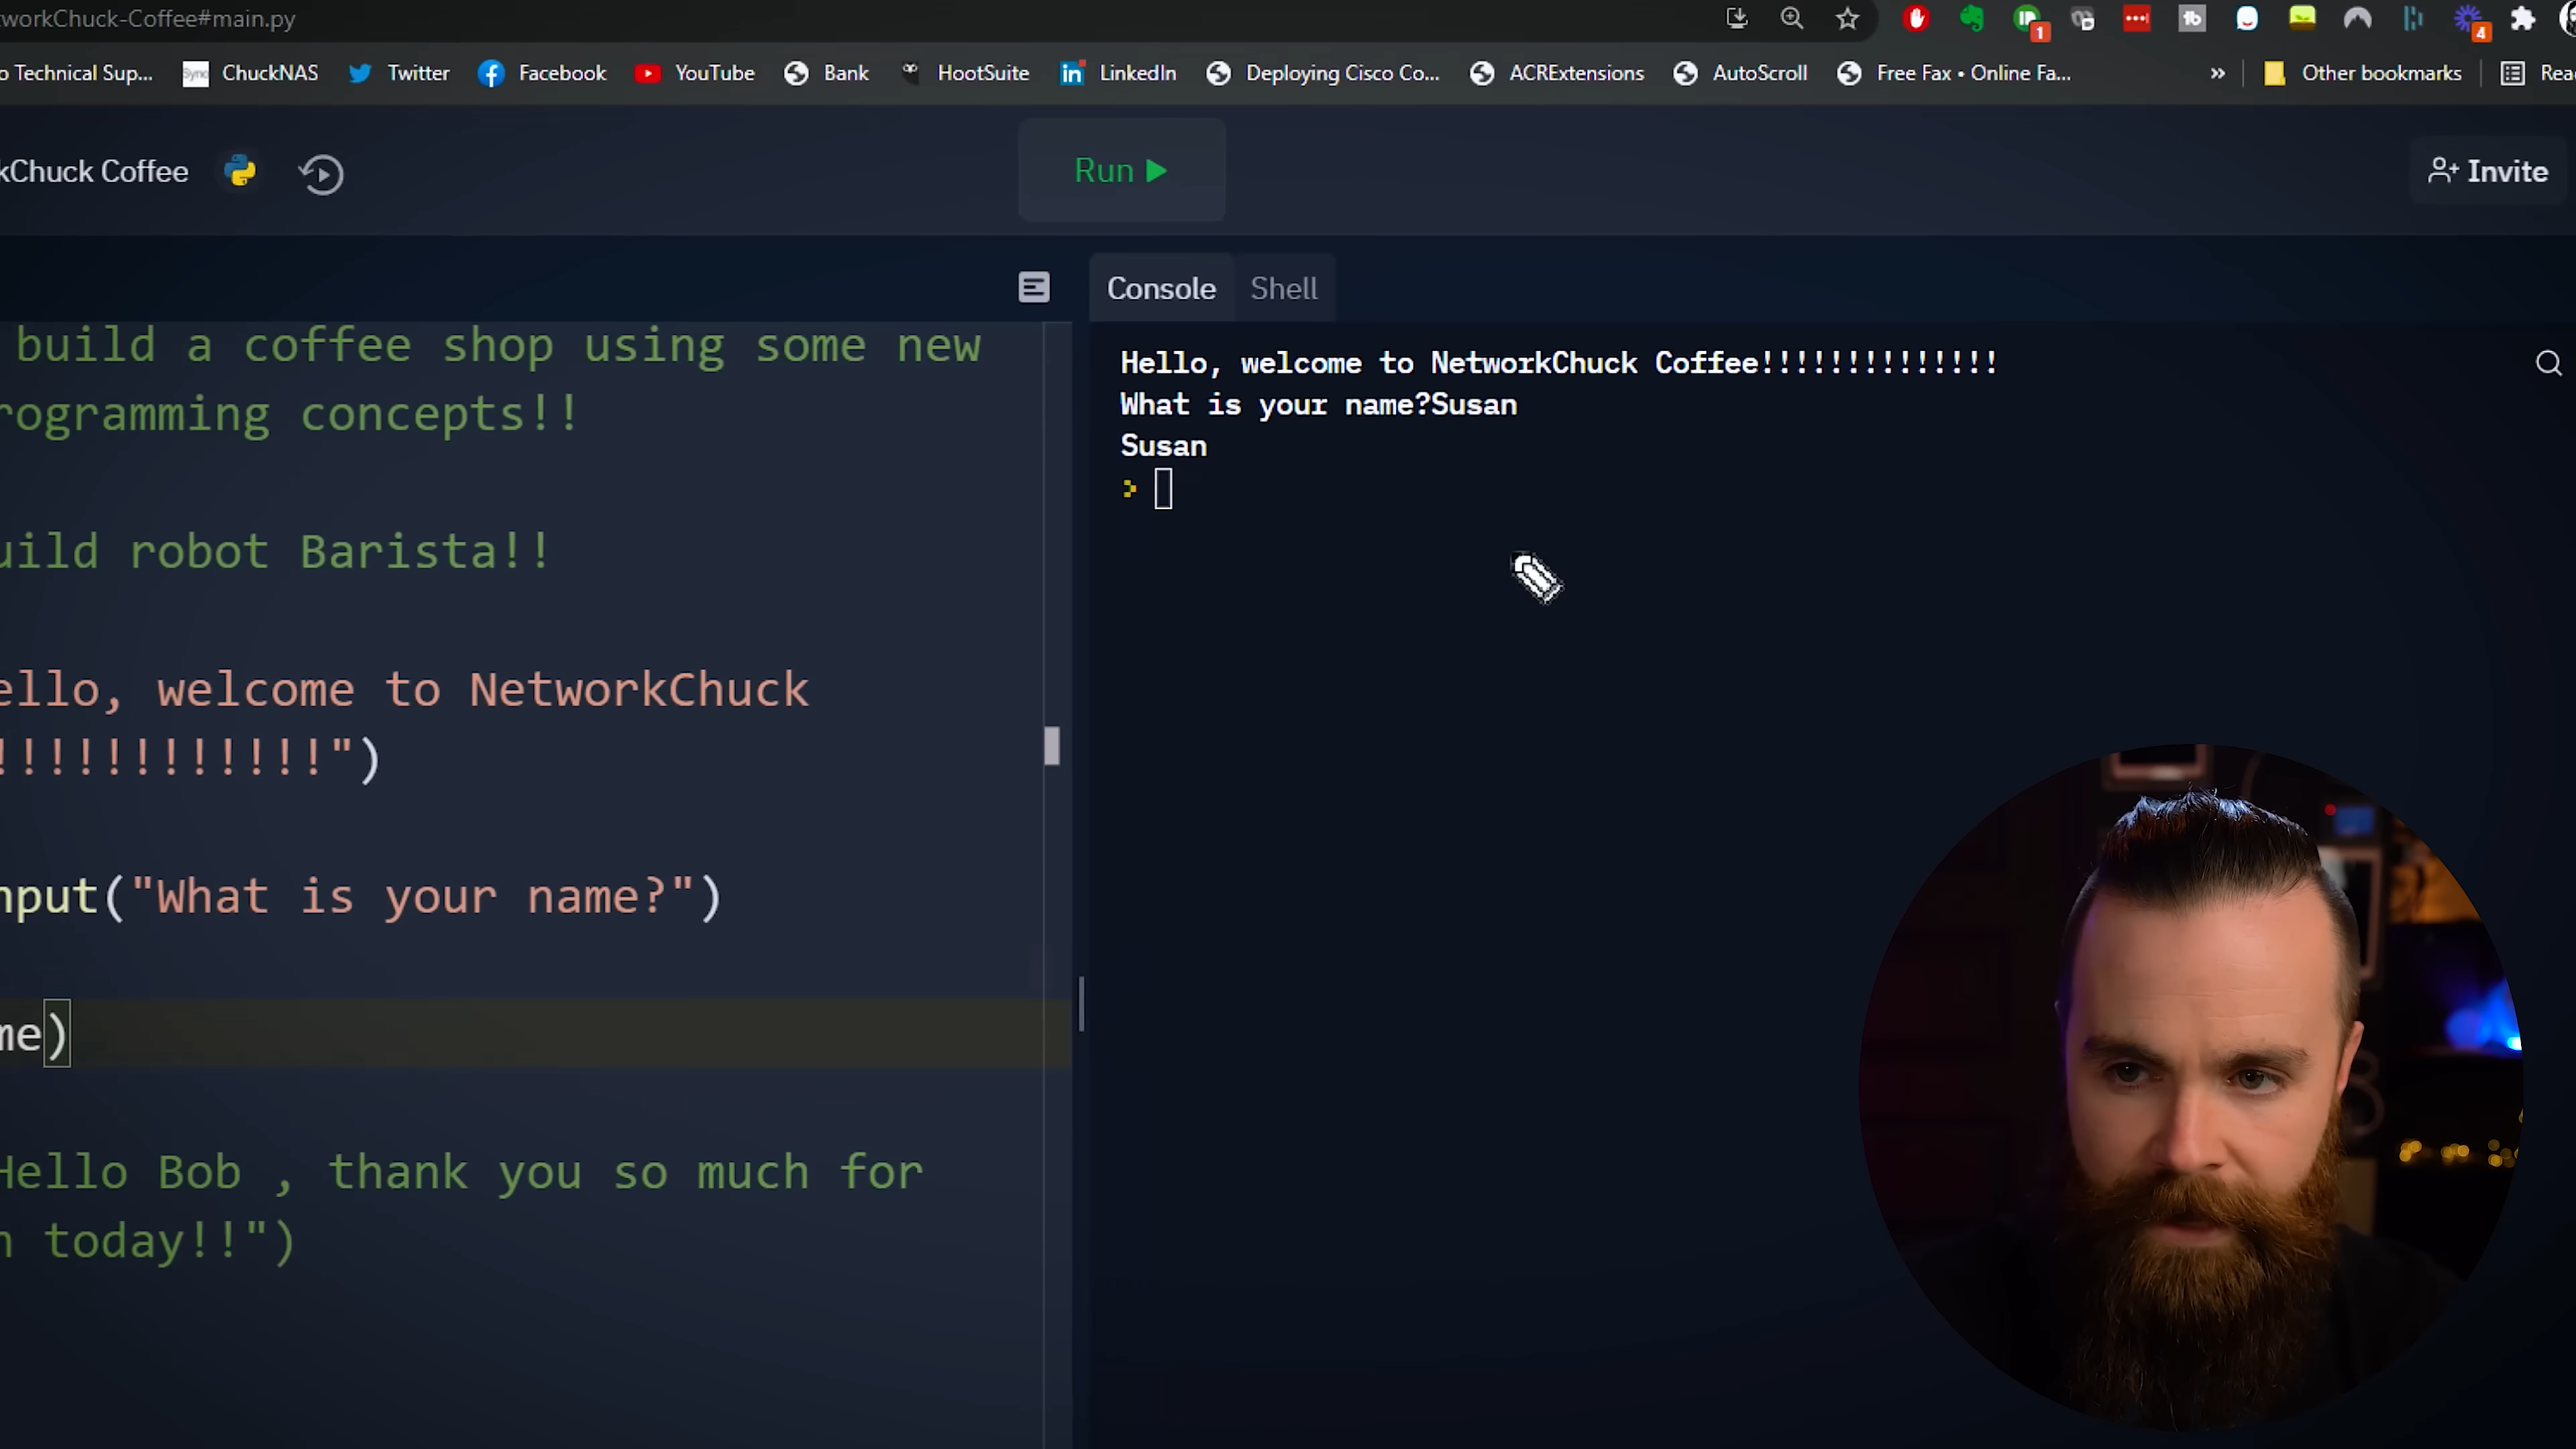 workChuck-Coffee#main.py
1
4
o Technical Sup...
Sync
ChuckNAS
Twitter
Facebook
YouTube
Bank
HootSuite
LinkedIn
Deploying Cisco Co...
ACRExtensions
AutoScroll
Free Fax • Online Fa...
»
Other bookmarks
Rea
kChuck Coffee
Run
Invite
Console
Shell
build a coffee shop using some new
rogramming concepts!!
uild robot Barista!!
ello, welcome to NetworkChuck
!!!!!!!!!!!!")
nput("What is your name?")
me)
Hello Bob , thank you so much for
n today!!")
Hello, welcome to NetworkChuck Coffee!!!!!!!!!!!!!!
What is your name?Susan
Susan
>